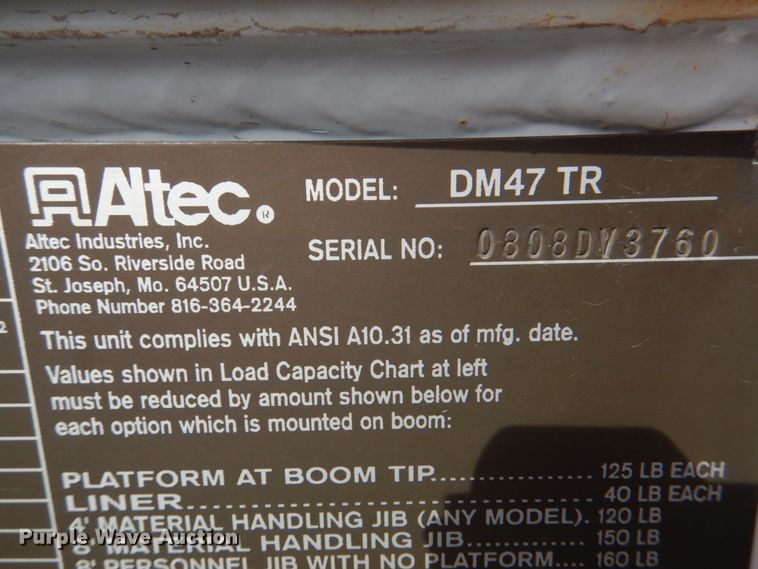 Altec®
MODEL: DM47 TR
SERIAL NO: 0808DV3760
Altec Industries, Inc.
2106 So. Riverside Road
St. Joseph, Mo. 64507 U.S.A.
Phone Number 816-364-2244
2
This unit complies with ANSI A10.31 as of mfg. date.
Values shown in Load Capacity Chart at left
must be reduced by amount shown below for
each option which is mounted on boom:
PLATFORM AT BOOM TIP................ 125 LB EACH
LINER........................................ 40 LB EACH
4' MATERIAL HANDLING JIB (ANY MODEL). 120 LB
6' MATERIAL HANDLING JIB............. 150 LB
8' PERSONNEL JIB WITH NO PLATFORM.... 160 LB
Purple Wave Auction